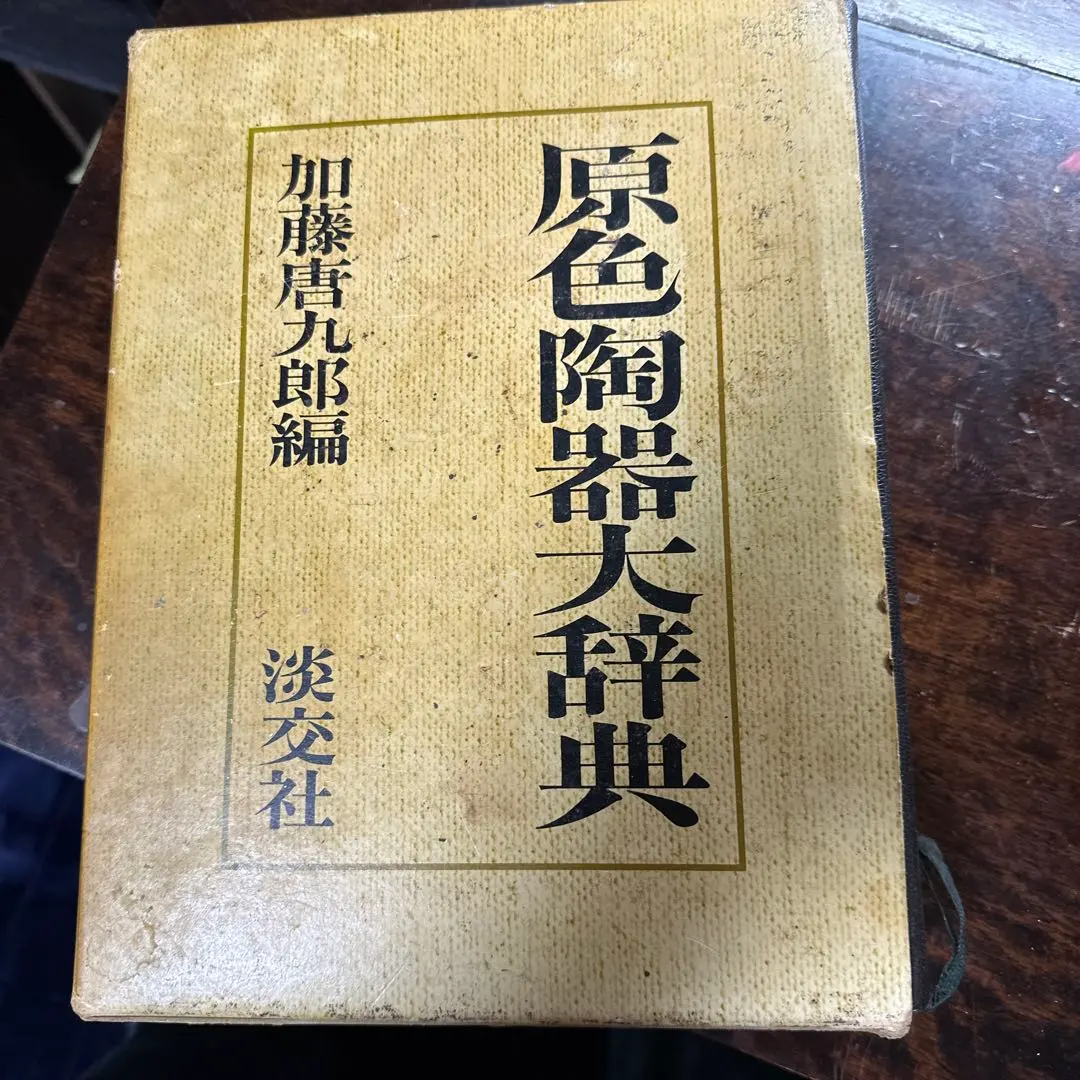 原色陶器大辞典
加藤唐九郎編
淡交社